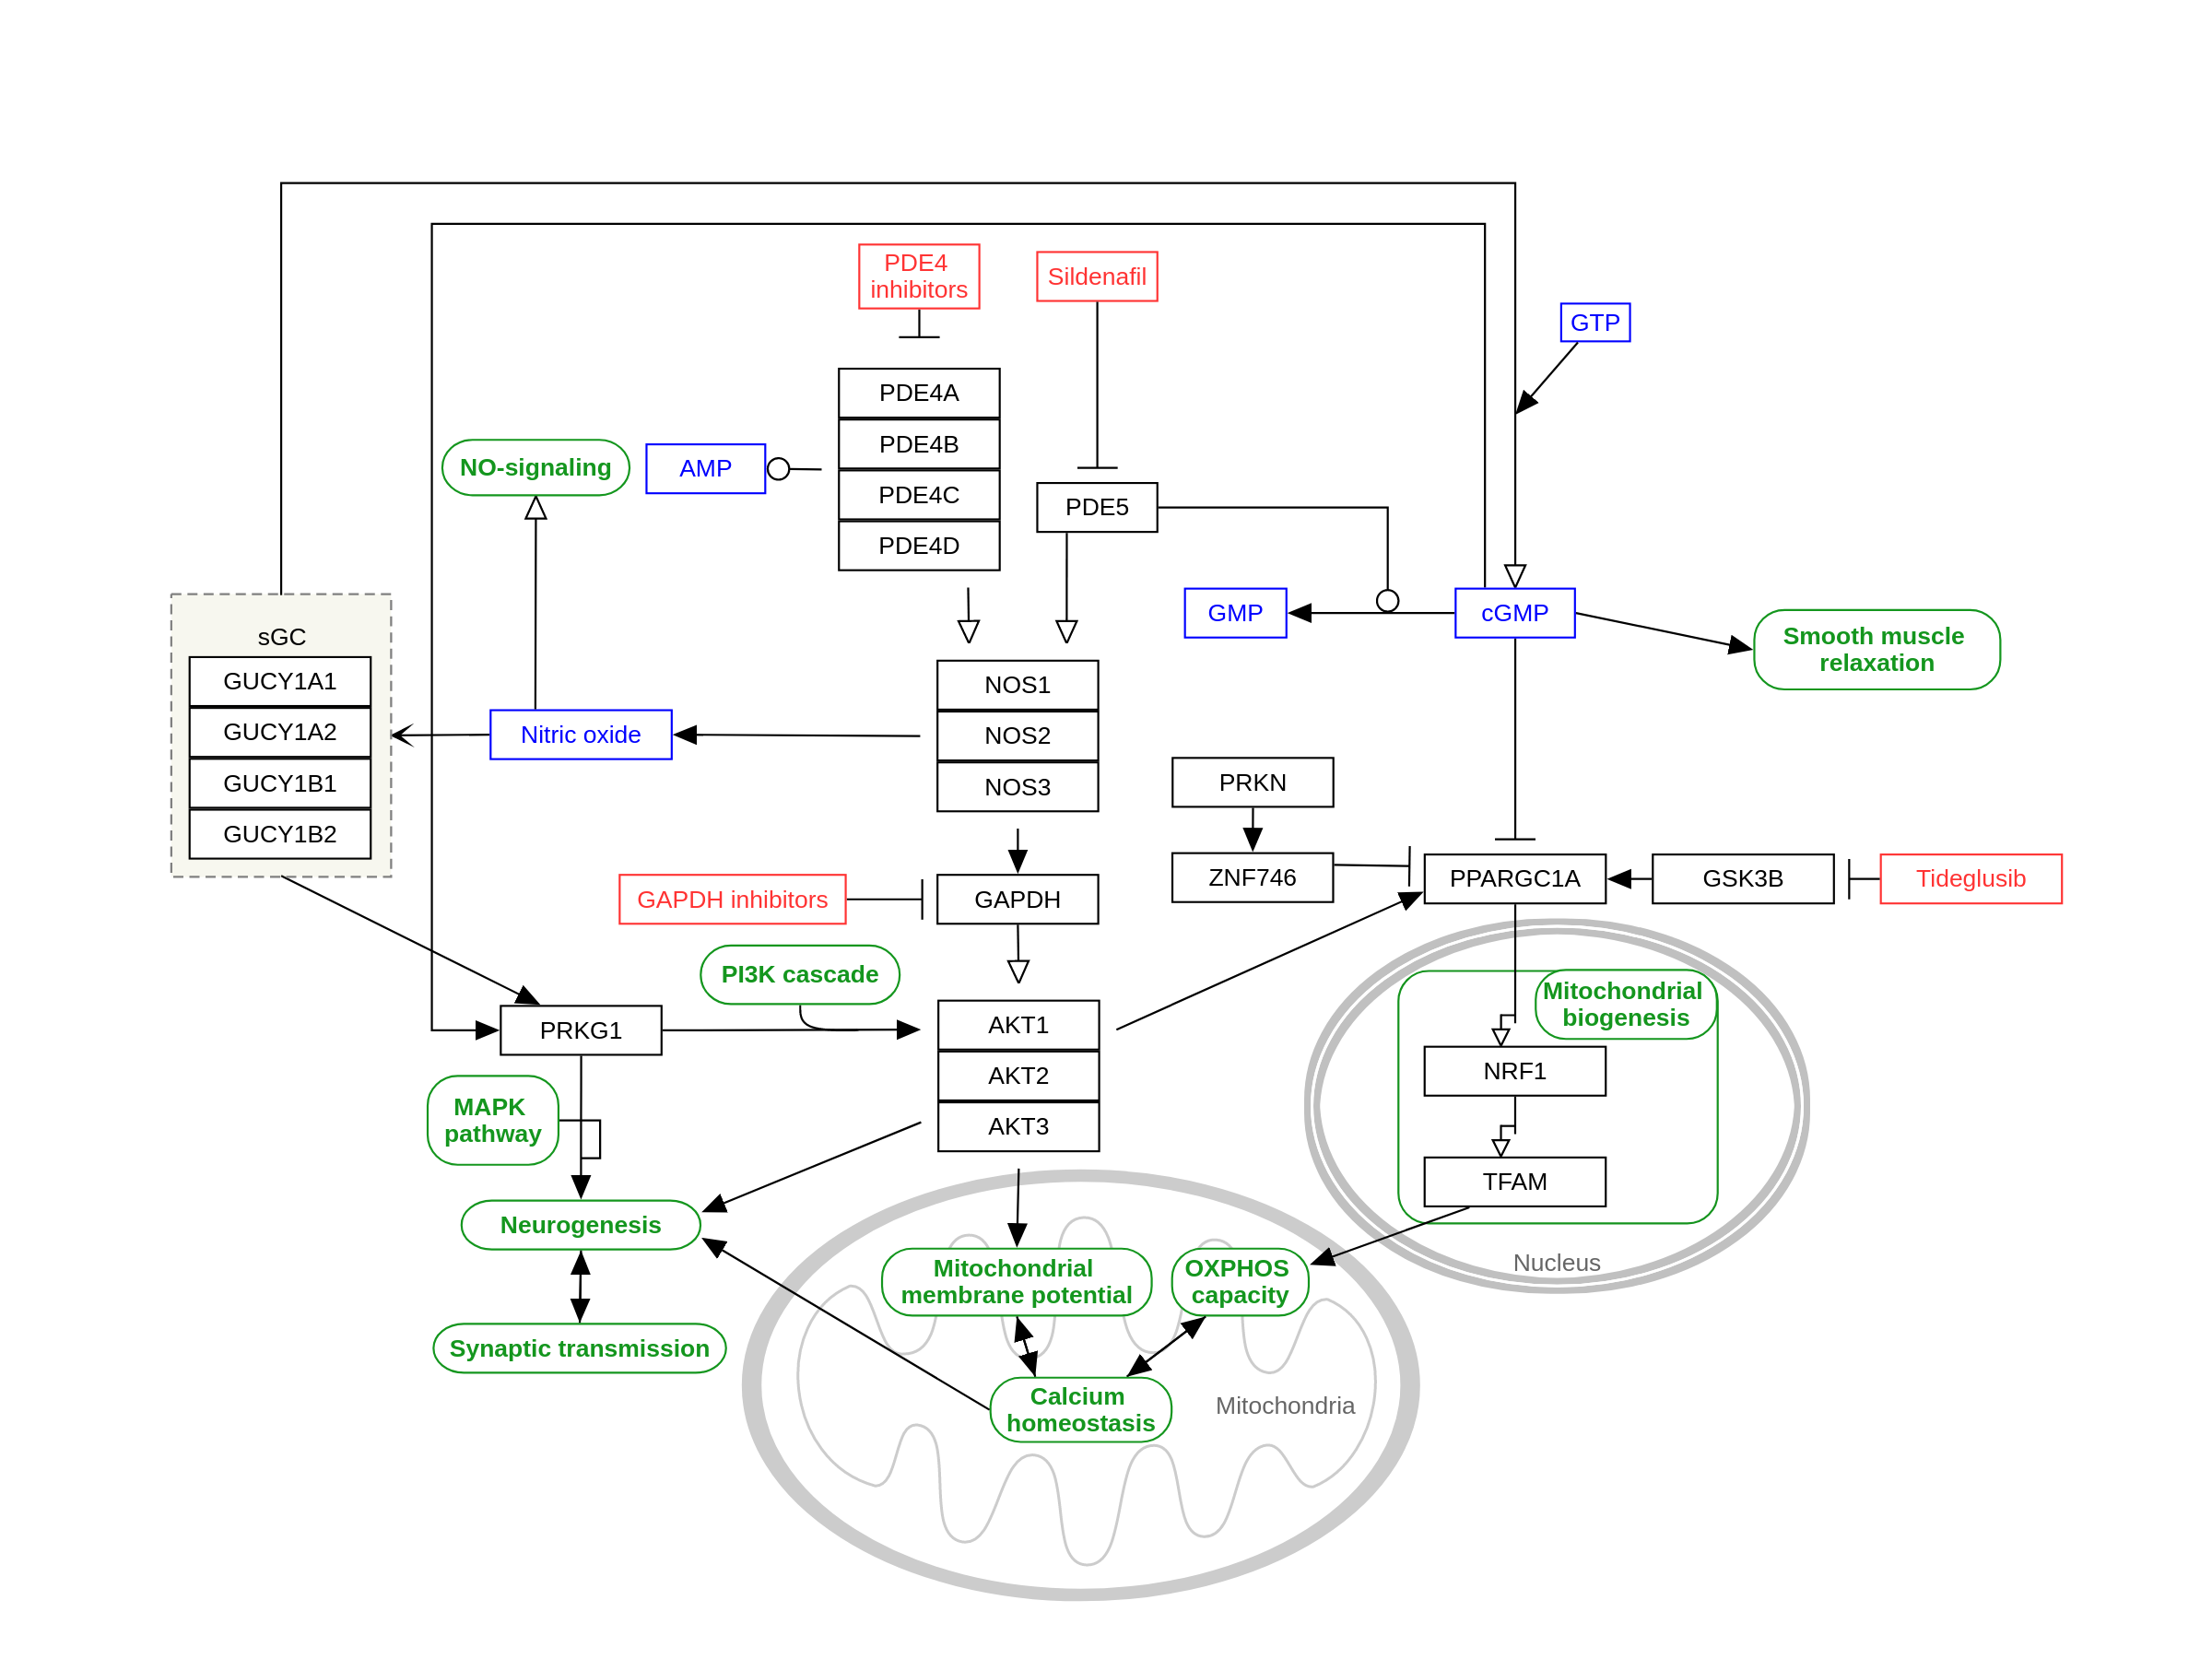 PDE4
inhibitors
Sildenafil
GTP
PDE4A
PDE4B
PDE4C
PDE4D
NO-signaling
AMP
PDE5
GMP
cGMP
Smooth muscle
relaxation
sGC
GUCY1A1
GUCY1A2
GUCY1B1
GUCY1B2
Nitric oxide
NOS1
NOS2
NOS3
PRKN
ZNF746
PPARGC1A
GSK3B
Tideglusib
GAPDH inhibitors
GAPDH
PI3K cascade
PRKG1
AKT1
AKT2
AKT3
Mitochondrial
biogenesis
NRF1
TFAM
Nucleus
MAPK
pathway
Neurogenesis
Synaptic transmission
Mitochondrial
membrane potential
OXPHOS
capacity
Calcium
homeostasis
Mitochondria